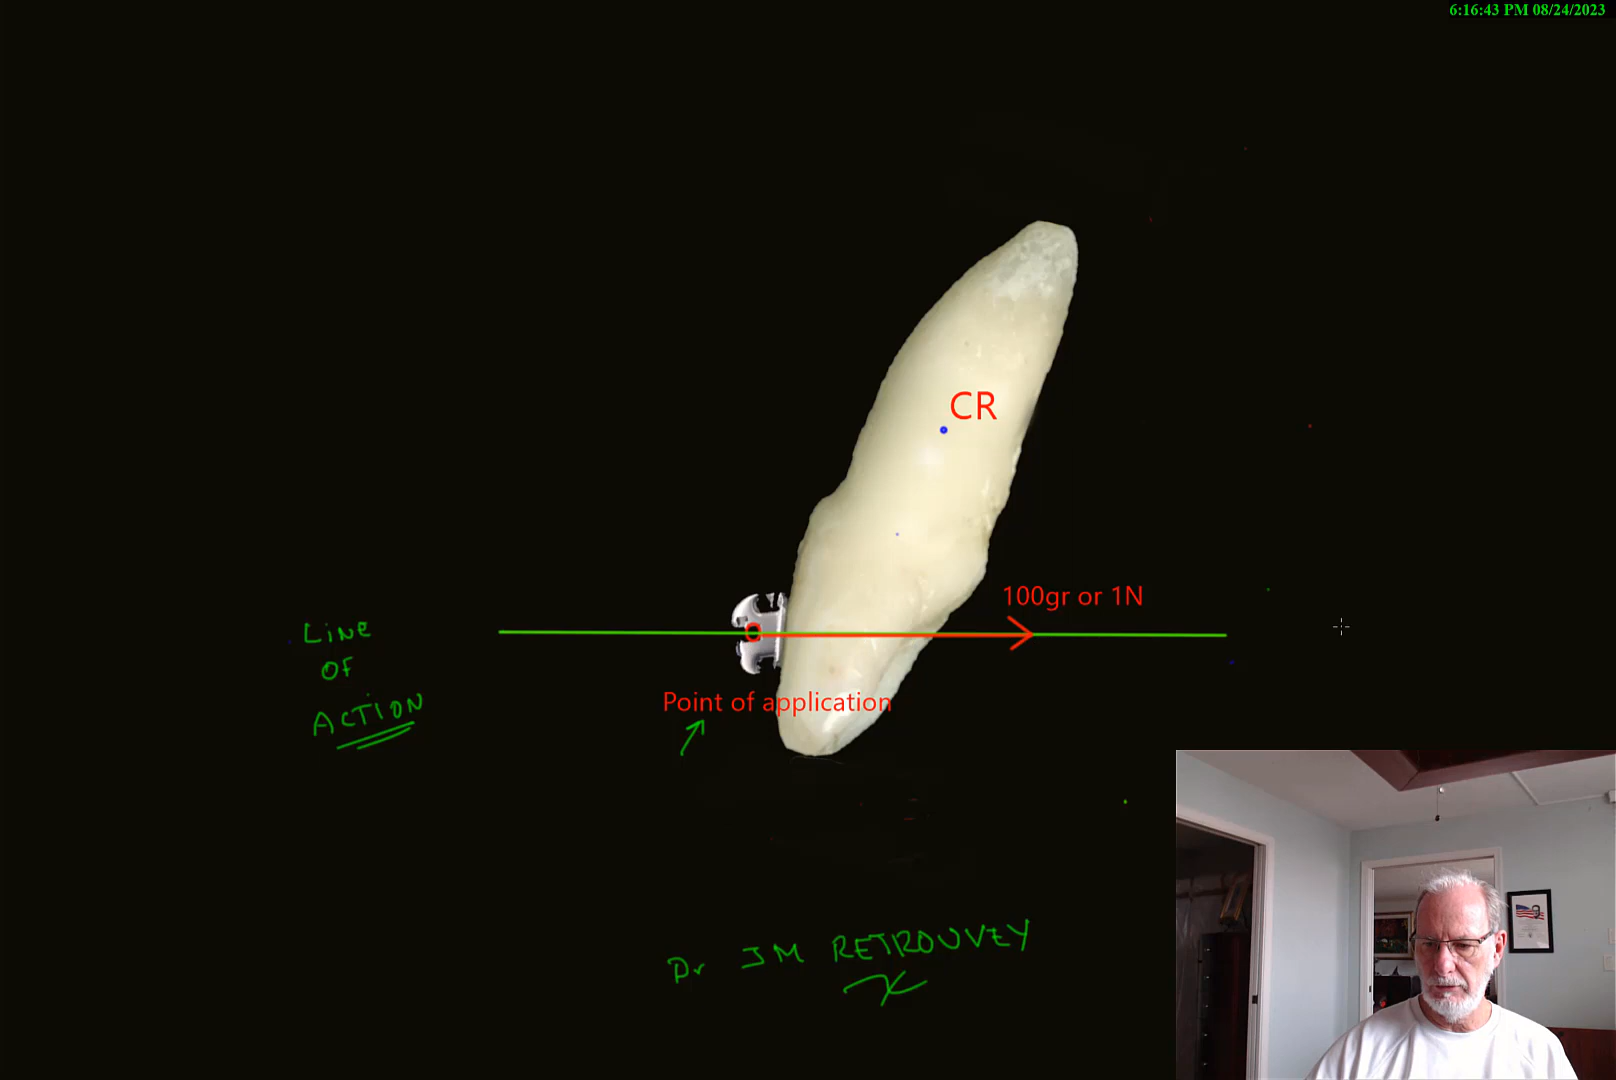 6:16:43 PM 08/24/2023
CR
100gr or 1N
LINE
OF
ACTION
Point of application
Dr JM RETROUVEY